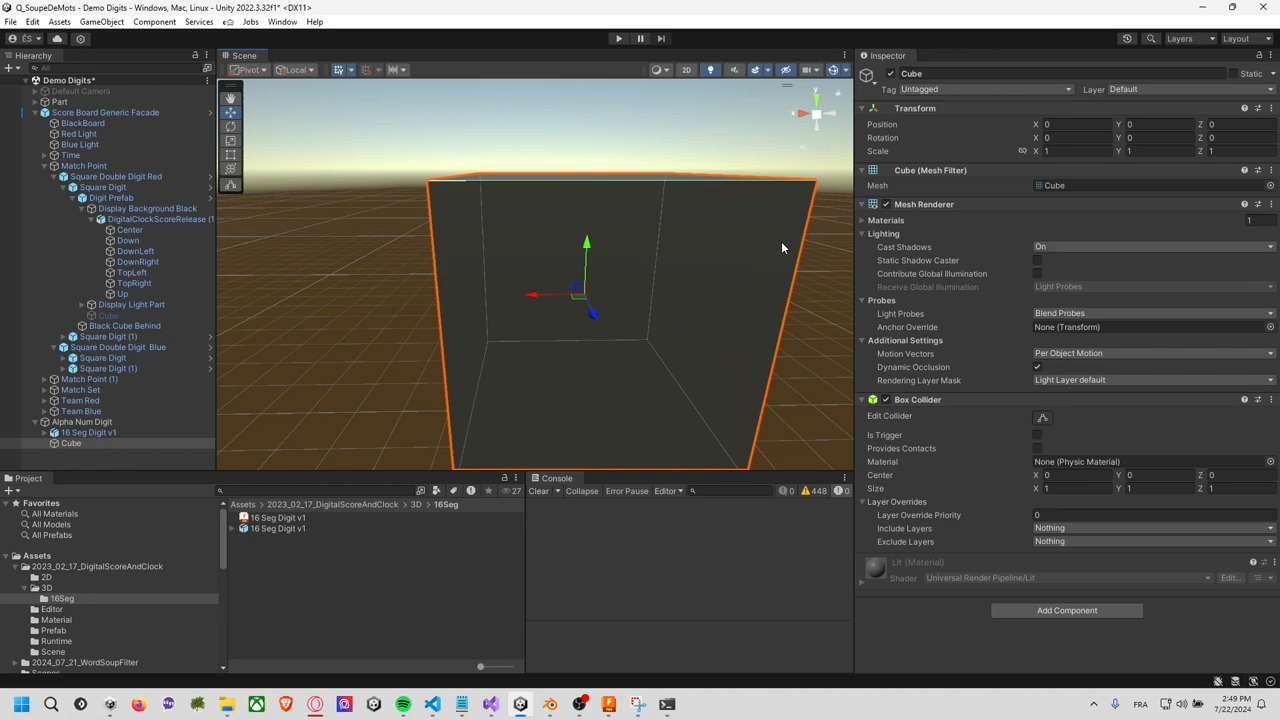 Q_SoupeDeMots - Demo Digits - Windows, Mac, Linux - Unity 2022.3.32f1* <DX11>
File Edit Assets GameObject Component Services Jobs Window Help
ÉS
Layers Layout
Hierarchy
All
Demo Digits*
Default Camera
Part
Score Board Generic Facade
BlackBoard
Red Light
Blue Light
Time
Match Point
Square Double Digit Red
Square Digit
Digit Prefab
Display Background Black
DigitalClockScoreRelease (1
Center
Down
DownLeft
DownRight
TopLeft
TopRight
Up
Display Light Part
Cube
Black Cube Behind
Square Digit (1)
Square Double Digit Blue
Square Digit
Square Digit (1)
Match Point (1)
Match Set
Team Red
Team Blue
Alpha Num Digit
16 Seg Digit v1
Cube
Scene
Pivot Local
2D
y
x
Inspector
Cube Static
Tag Untagged Layer Default
Transform
Position X 0 Y 0 Z 0
Rotation X 0 Y 0 Z 0
Scale X 1 Y 1 Z 1
Cube (Mesh Filter)
Mesh Cube
Mesh Renderer
Materials 1
Lighting
Cast Shadows On
Static Shadow Caster
Contribute Global Illumination
Receive Global Illumination Light Probes
Probes
Light Probes Blend Probes
Anchor Override None (Transform)
Additional Settings
Motion Vectors Per Object Motion
Dynamic Occlusion
Rendering Layer Mask Light Layer default
Box Collider
Edit Collider
Is Trigger
Provides Contacts
Material None (Physic Material)
Center X 0 Y 0 Z 0
Size X 1 Y 1 Z 1
Layer Overrides
Layer Override Priority 0
Include Layers Nothing
Exclude Layers Nothing
Lit (Material)
Shader Universal Render Pipeline/Lit Edit...
Add Component
Project
27
Favorites
All Materials
All Models
All Prefabs
Assets
2023_02_17_DigitalScoreAndClock
2D
3D
16Seg
Editor
Material
Prefab
Runtime
Scene
2024_07_21_WordSoupFilter
Assets > 2023_02_17_DigitalScoreAndClock > 3D > 16Seg
16 Seg Digit v1
16 Seg Digit v1
Console
Clear Collapse Error Pause Editor 0 448 0
FRA
2:49 PM
7/22/2024